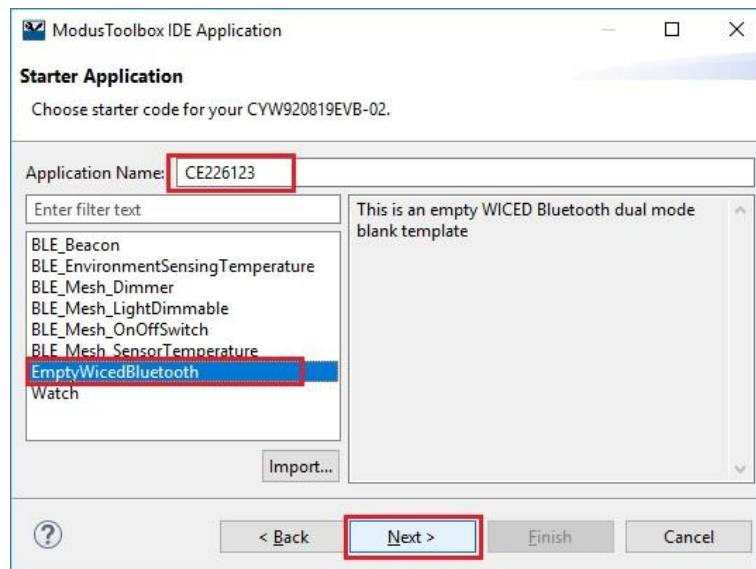 ModusToolbox IDE Application
Starter Application
Choose starter code for your CYW920819EVB-02.
Application Name: CE226123
Enter filter text
This is an empty WICED Bluetooth dual mode
blank template
BLE_Beacon
BLE_EnvironmentSensingTemperature
BLE_Mesh_Dimmer
BLE_Mesh_LightDimmable
BLE_Mesh_OnOffSwitch
BLE_Mesh_SensorTemperature
EmptyWicedBluetooth
Watch
Import...
? < Back Next > Finish Cancel